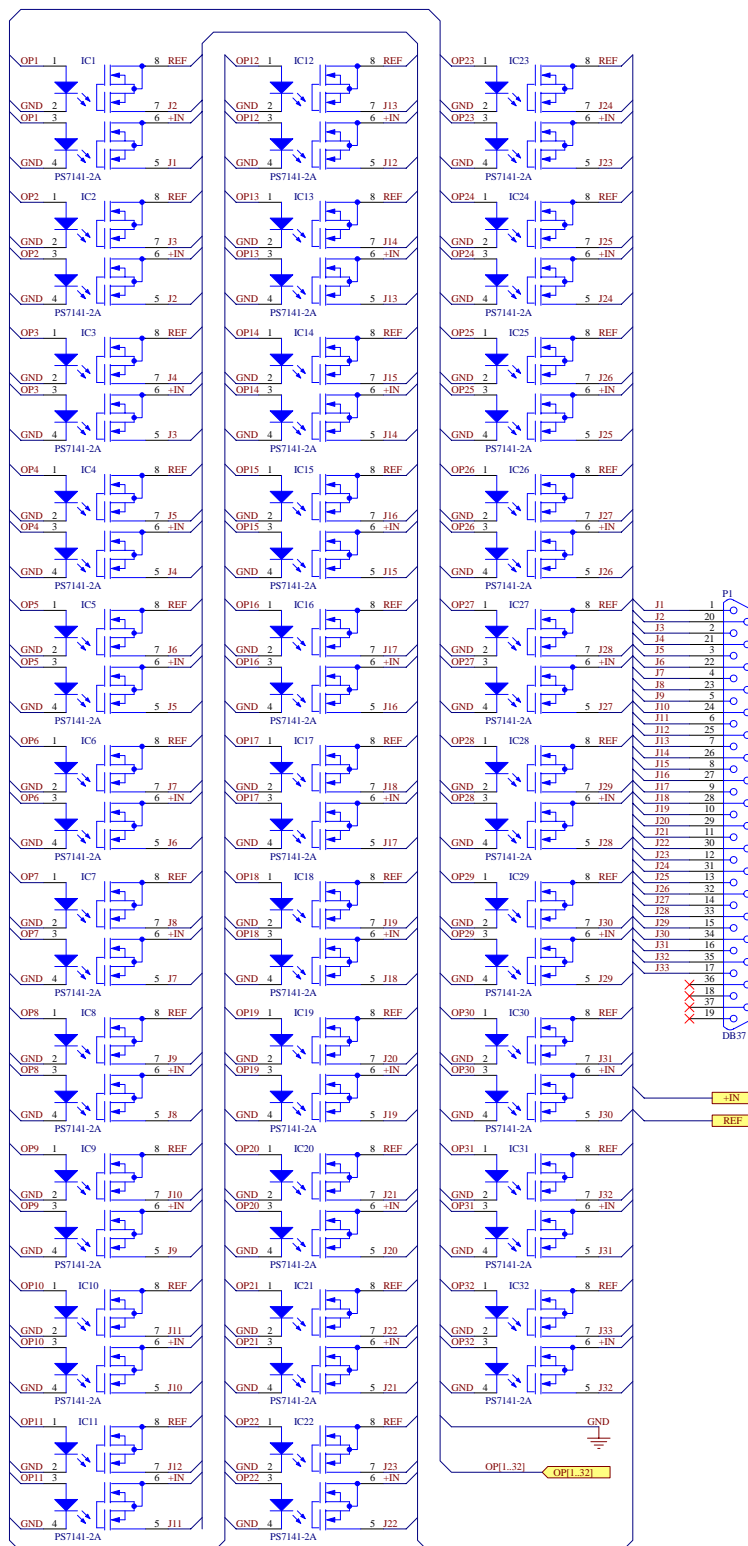 OP1 1 IC1 8 REF
GND 2 7 J2
OP1 3 6 +IN
GND 4 5 J1
PS7141-2A
OP2 1 IC2 8 REF
GND 2 7 J3
OP2 3 6 +IN
GND 4 5 J2
PS7141-2A
OP3 1 IC3 8 REF
GND 2 7 J4
OP3 3 6 +IN
GND 4 5 J3
PS7141-2A
OP4 1 IC4 8 REF
GND 2 7 J5
OP4 3 6 +IN
GND 4 5 J4
PS7141-2A
OP5 1 IC5 8 REF
GND 2 7 J6
OP5 3 6 +IN
GND 4 5 J5
PS7141-2A
OP6 1 IC6 8 REF
GND 2 7 J7
OP6 3 6 +IN
GND 4 5 J6
PS7141-2A
OP7 1 IC7 8 REF
GND 2 7 J8
OP7 3 6 +IN
GND 4 5 J7
PS7141-2A
OP8 1 IC8 8 REF
GND 2 7 J9
OP8 3 6 +IN
GND 4 5 J8
PS7141-2A
OP9 1 IC9 8 REF
GND 2 7 J10
OP9 3 6 +IN
GND 4 5 J9
PS7141-2A
OP10 1 IC10 8 REF
GND 2 7 J11
OP10 3 6 +IN
GND 4 5 J10
PS7141-2A
OP11 1 IC11 8 REF
GND 2 7 J12
OP11 3 6 +IN
GND 4 5 J11
PS7141-2A
OP12 1 IC12 8 REF
GND 2 7 J13
OP12 3 6 +IN
GND 4 5 J12
PS7141-2A
OP13 1 IC13 8 REF
GND 2 7 J14
OP13 3 6 +IN
GND 4 5 J13
PS7141-2A
OP14 1 IC14 8 REF
GND 2 7 J15
OP14 3 6 +IN
GND 4 5 J14
PS7141-2A
OP15 1 IC15 8 REF
GND 2 7 J16
OP15 3 6 +IN
GND 4 5 J15
PS7141-2A
OP16 1 IC16 8 REF
GND 2 7 J17
OP16 3 6 +IN
GND 4 5 J16
PS7141-2A
OP17 1 IC17 8 REF
GND 2 7 J18
OP17 3 6 +IN
GND 4 5 J17
PS7141-2A
OP18 1 IC18 8 REF
GND 2 7 J19
OP18 3 6 +IN
GND 4 5 J18
PS7141-2A
OP19 1 IC19 8 REF
GND 2 7 J20
OP19 3 6 +IN
GND 4 5 J19
PS7141-2A
OP20 1 IC20 8 REF
GND 2 7 J21
OP20 3 6 +IN
GND 4 5 J20
PS7141-2A
OP21 1 IC21 8 REF
GND 2 7 J22
OP21 3 6 +IN
GND 4 5 J21
PS7141-2A
OP22 1 IC22 8 REF
GND 2 7 J23
OP22 3 6 +IN
GND 4 5 J22
PS7141-2A
OP23 1 IC23 8 REF
GND 2 7 J24
OP23 3 6 +IN
GND 4 5 J23
PS7141-2A
OP24 1 IC24 8 REF
GND 2 7 J25
OP24 3 6 +IN
GND 4 5 J24
PS7141-2A
OP25 1 IC25 8 REF
GND 2 7 J26
OP25 3 6 +IN
GND 4 5 J25
PS7141-2A
OP26 1 IC26 8 REF
GND 2 7 J27
OP26 3 6 +IN
GND 4 5 J26
PS7141-2A
OP27 1 IC27 8 REF
GND 2 7 J28
OP27 3 6 +IN
GND 4 5 J27
PS7141-2A
OP28 1 IC28 8 REF
GND 2 7 J29
OP28 3 6 +IN
GND 4 5 J28
PS7141-2A
OP29 1 IC29 8 REF
GND 2 7 J30
OP29 3 6 +IN
GND 4 5 J29
PS7141-2A
OP30 1 IC30 8 REF
GND 2 7 J31
OP30 3 6 +IN
GND 4 5 J30
PS7141-2A
OP31 1 IC31 8 REF
GND 2 7 J32
OP31 3 6 +IN
GND 4 5 J31
PS7141-2A
OP32 1 IC32 8 REF
GND 2 7 J33
OP32 3 6 +IN
GND 4 5 J32
PS7141-2A
GND
OP[1..32] OP[1..32]
P1
J1 1
J2 20
J3 2
J4 21
J5 3
J6 22
J7 4
J8 23
J9 5
J10 24
J11 6
J12 25
J13 7
J14 26
J15 8
J16 27
J17 9
J18 28
J19 10
J20 29
J21 11
J22 30
J23 12
J24 31
J25 13
J26 32
J27 14
J28 33
J29 15
J30 34
J31 16
J32 35
J33 17
36
18
37
19
DB37
+IN
REF